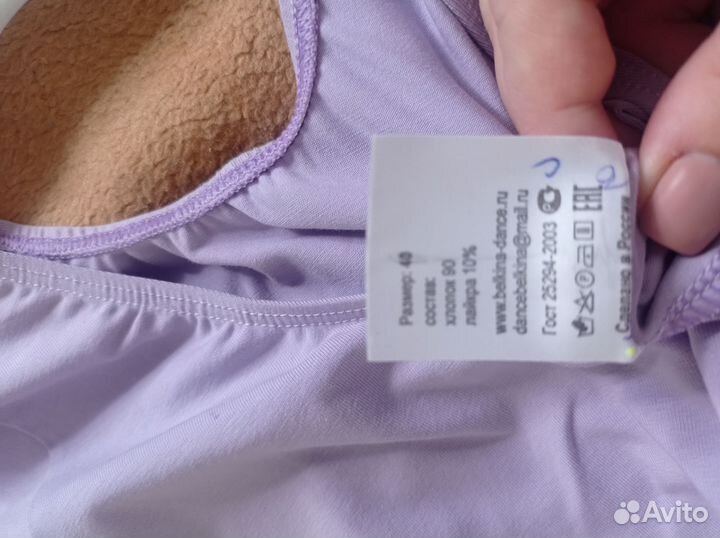 Размер: 40
состав:
хлопок 90
лайкра 10%
www.belkina-dance.ru
dancebelkina@mail.ru
Гост 25294-2003
EAC
Сделано в России
Avito